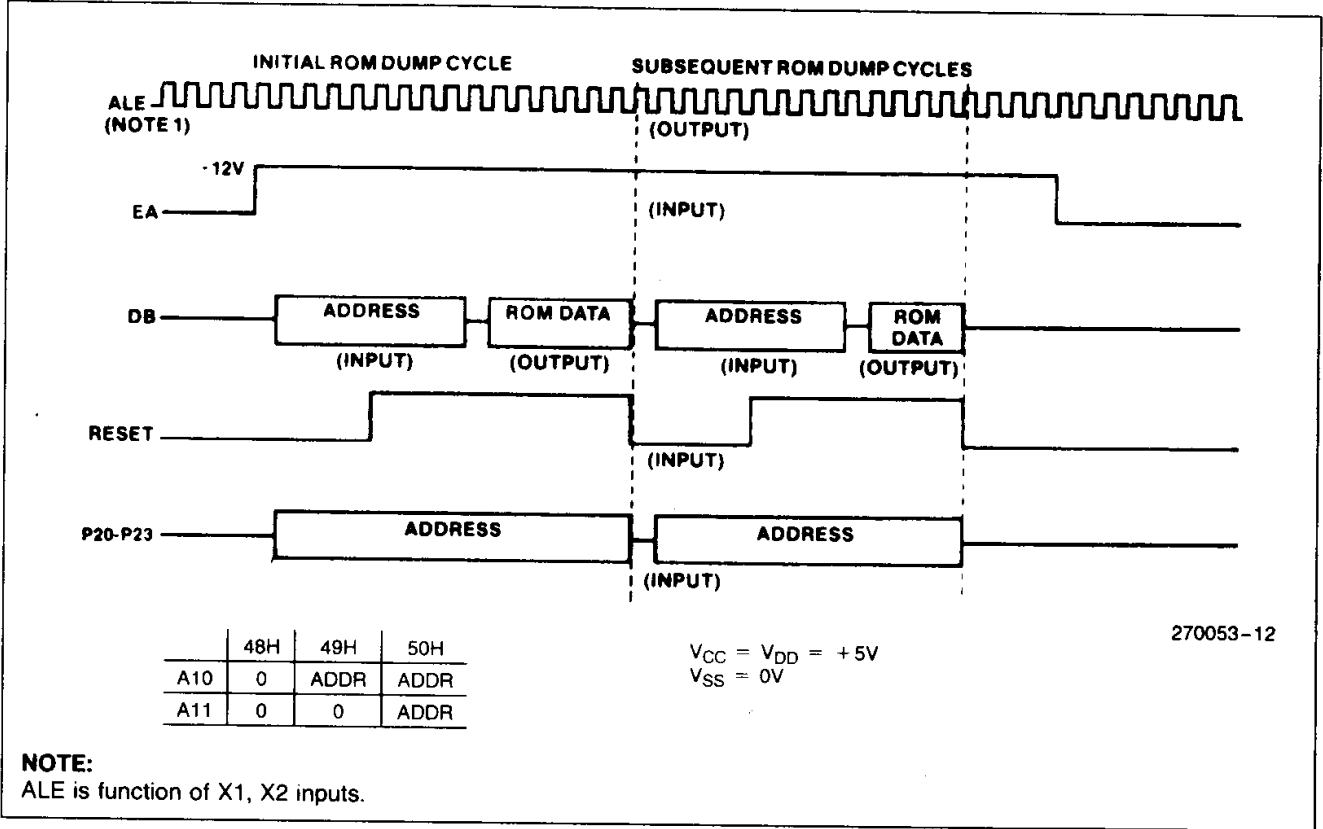 INITIAL ROM DUMP CYCLE
SUBSEQUENT ROM DUMP CYCLES
ALE
(NOTE 1)
(OUTPUT)
-12V
EA
(INPUT)
DB
ADDRESS
ROM DATA
ADDRESS
ROM
DATA
(INPUT)
(OUTPUT)
(INPUT)
(OUTPUT)
RESET
(INPUT)
P20-P23
ADDRESS
ADDRESS
(INPUT)
270053-12
48H 49H 50H
A10 0 ADDR ADDR
A11 0 0 ADDR
VCC = VDD = +5V
VSS = 0V
NOTE:
ALE is function of X1, X2 inputs.